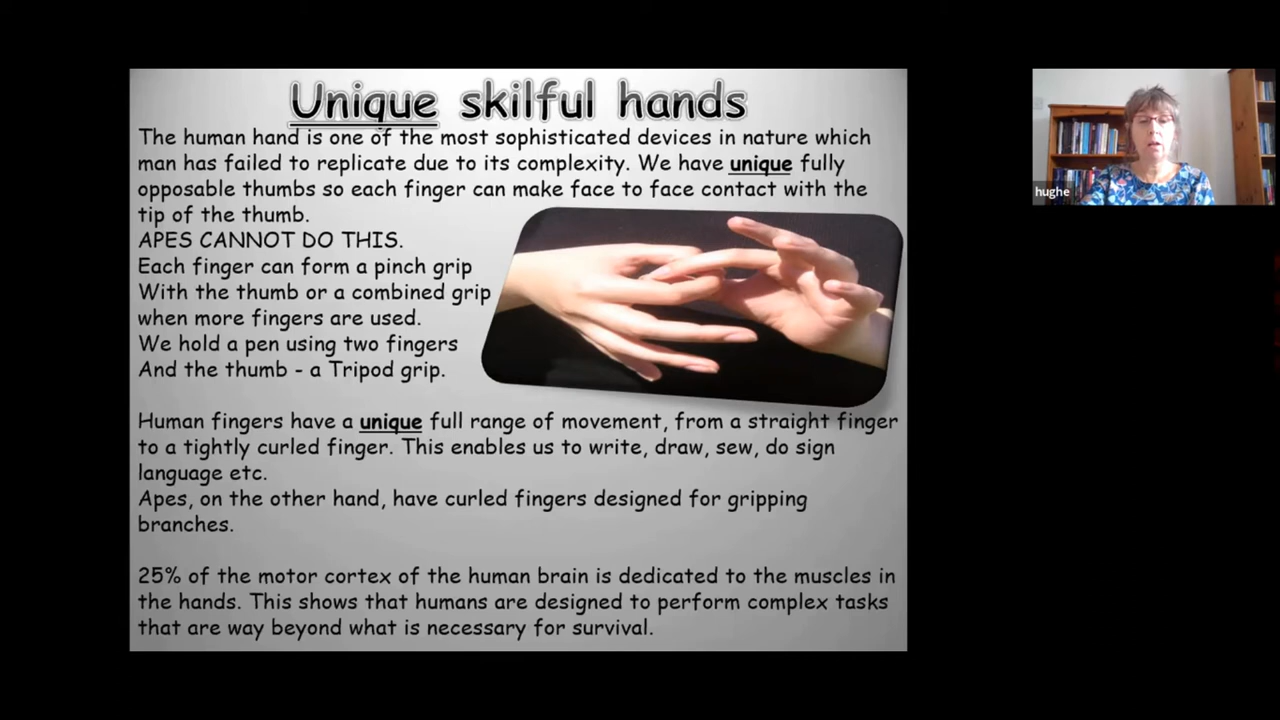 Unique skilful hands
The human hand is one of the most sophisticated devices in nature which
man has failed to replicate due to its complexity. We have unique fully
opposable thumbs so each finger can make face to face contact with the
tip of the thumb.
APES CANNOT DO THIS.
Each finger can form a pinch grip
With the thumb or a combined grip
when more fingers are used.
We hold a pen using two fingers
And the thumb - a Tripod grip.
Human fingers have a unique full range of movement, from a straight finger
to a tightly curled finger. This enables us to write, draw, sew, do sign
language etc.
Apes, on the other hand, have curled fingers designed for gripping
branches.
25% of the motor cortex of the human brain is dedicated to the muscles in
the hands. This shows that humans are designed to perform complex tasks
that are way beyond what is necessary for survival.
hughe